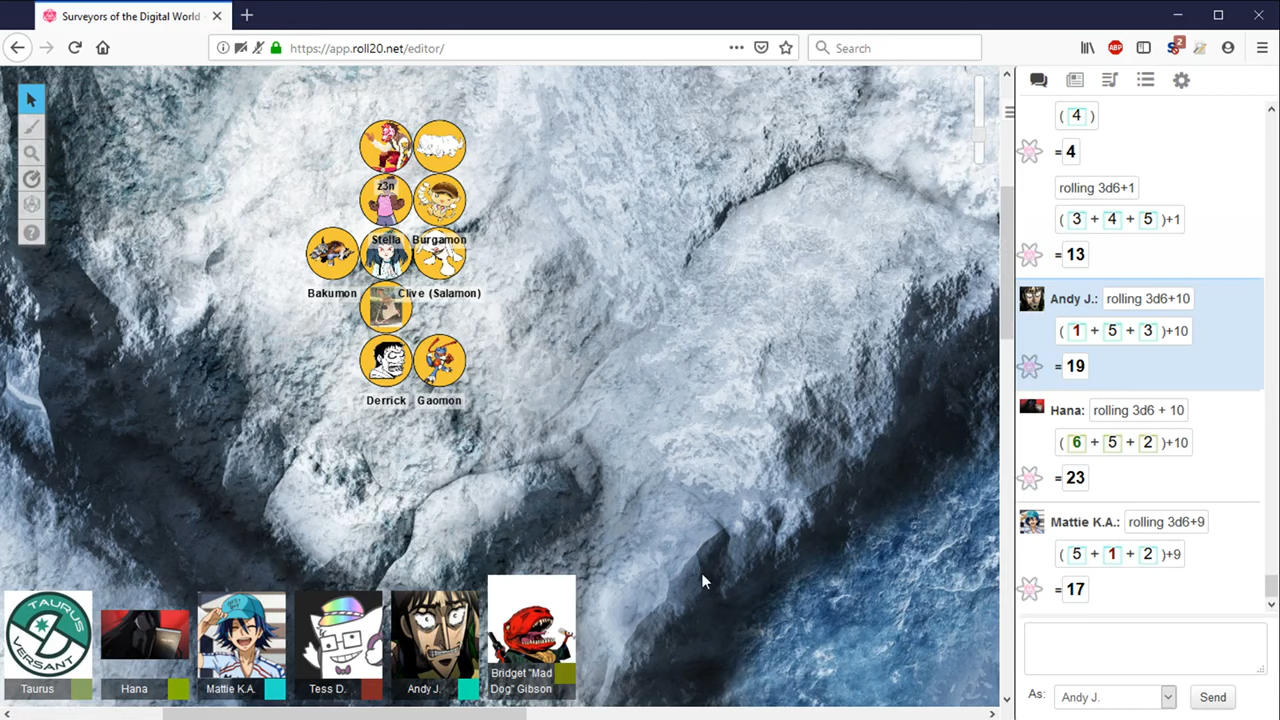 Surveyors of the Digital World
https://app.roll20.net/editor/
Search
ABP
2
z3n
Stella
Burgamon
Bakumon
Clive (Salamon)
Derrick
Gaomon
( 4 )
= 4
rolling 3d6+1
( 3 + 4 + 5 )+1
= 13
Andy J.: rolling 3d6+10
( 1 + 5 + 3 )+10
= 19
Hana: rolling 3d6 + 10
( 6 + 5 + 2 )+10
= 23
Mattie K.A.: rolling 3d6+9
( 5 + 1 + 2 )+9
= 17
TAURUS
VERSANT
Taurus
Hana
Mattie K.A.
Tess D.
Andy J.
Bridget "Mad
Dog" Gibson
As: Andy J. Send